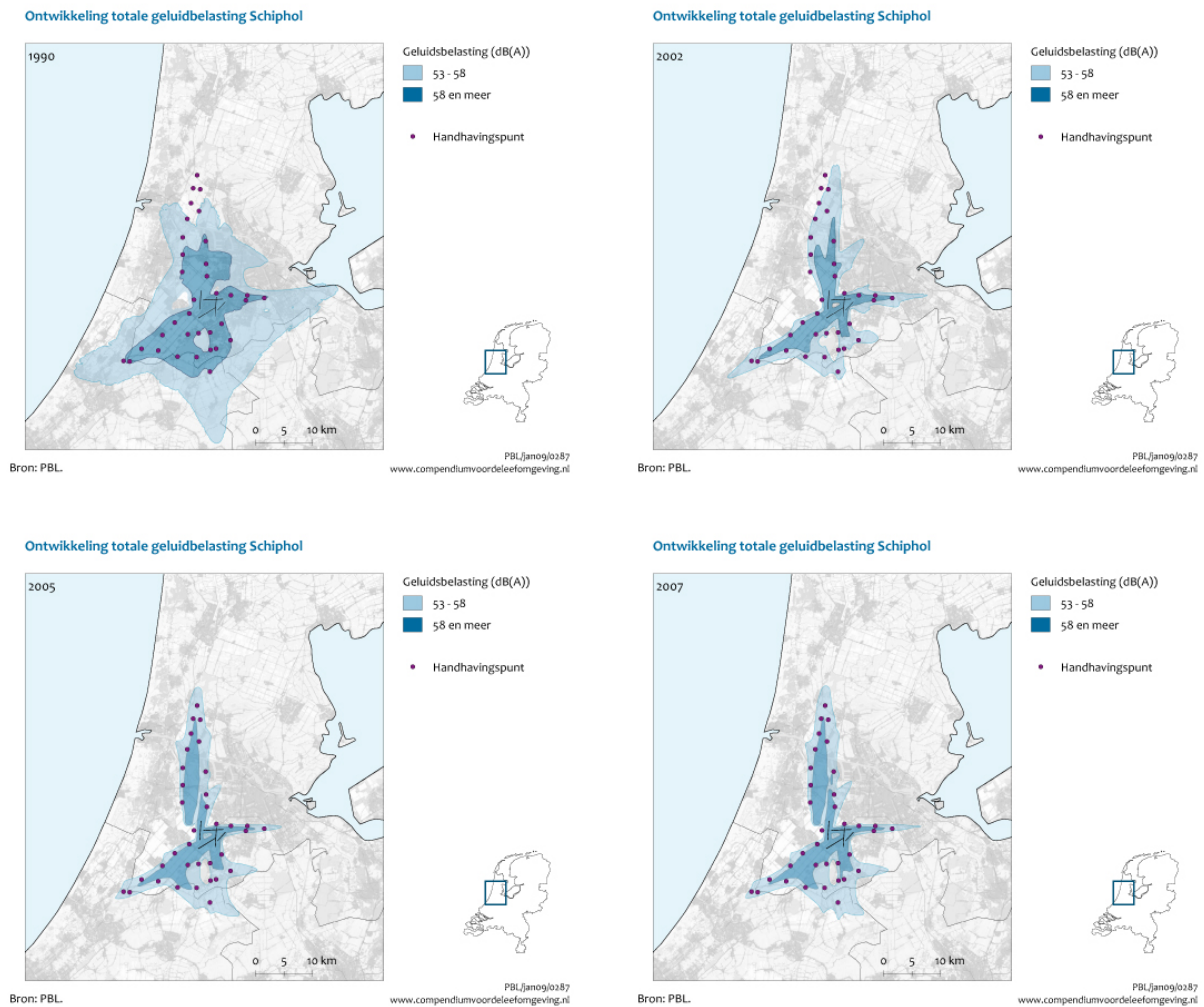 Ontwikkeling totale geluidbelasting Schiphol
1990
Geluidsbelasting (dB(A))
53 - 58
58 en meer
Handhavingspunt
0 5 10 km
Bron: PBL.
PBL/jan09/0287
www.compendiumvoordeleefomgeving.nl
Ontwikkeling totale geluidbelasting Schiphol
2002
Geluidsbelasting (dB(A))
53 - 58
58 en meer
Handhavingspunt
0 5 10 km
Bron: PBL.
PBL/jan09/0287
www.compendiumvoordeleefomgeving.nl
Ontwikkeling totale geluidbelasting Schiphol
2005
Geluidsbelasting (dB(A))
53 - 58
58 en meer
Handhavingspunt
0 5 10 km
Bron: PBL.
PBL/jan09/0287
www.compendiumvoordeleefomgeving.nl
Ontwikkeling totale geluidbelasting Schiphol
2007
Geluidsbelasting (dB(A))
53 - 58
58 en meer
Handhavingspunt
0 5 10 km
Bron: PBL.
PBL/jan09/0287
www.compendiumvoordeleefomgeving.nl